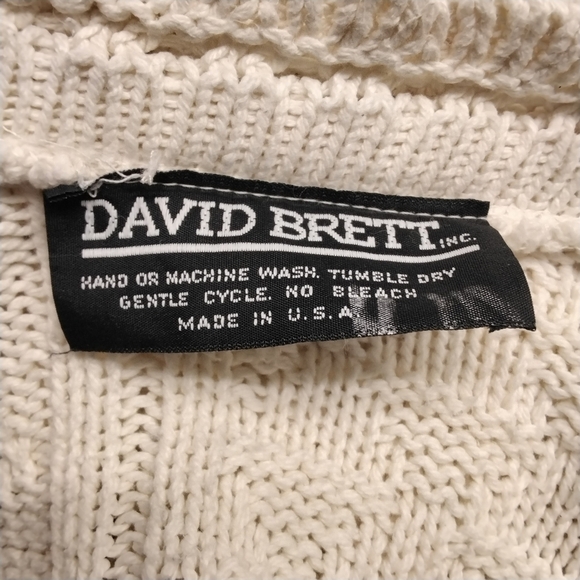 DAVID BRETT INC.
HAND OR MACHINE WASH. TUMBLE DRY
GENTLE CYCLE. NO BLEACH
MADE IN U.S.A